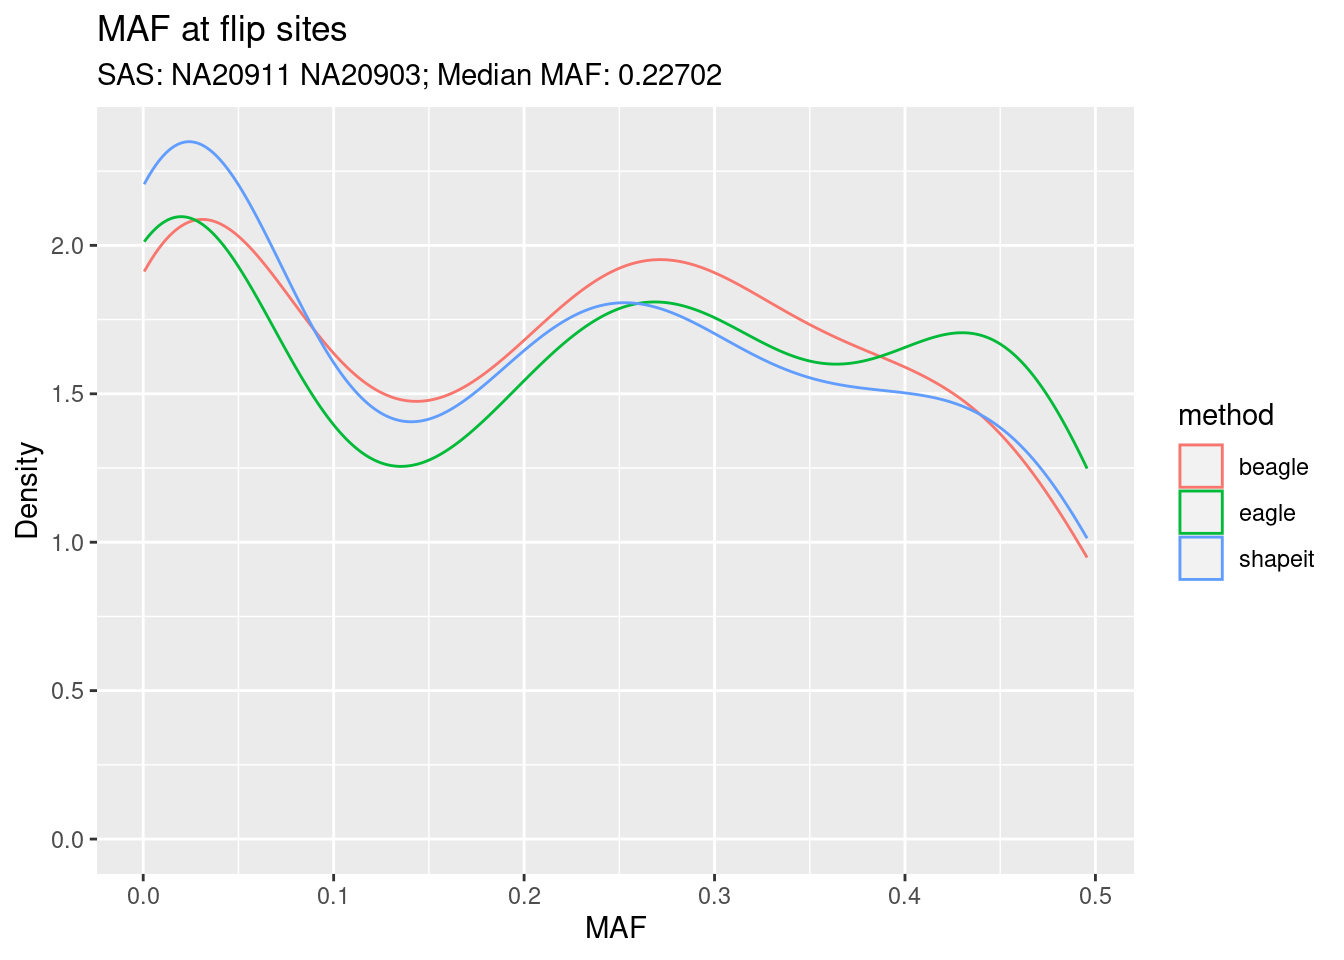 MAF at flip sites
SAS: NA20911 NA20903; Median MAF: 0.22702
Density
2.0
1.5
1.0
0.5
0.0
0.0 0.1 0.2 0.3 0.4 0.5
MAF
method
beagle
eagle
shapeit